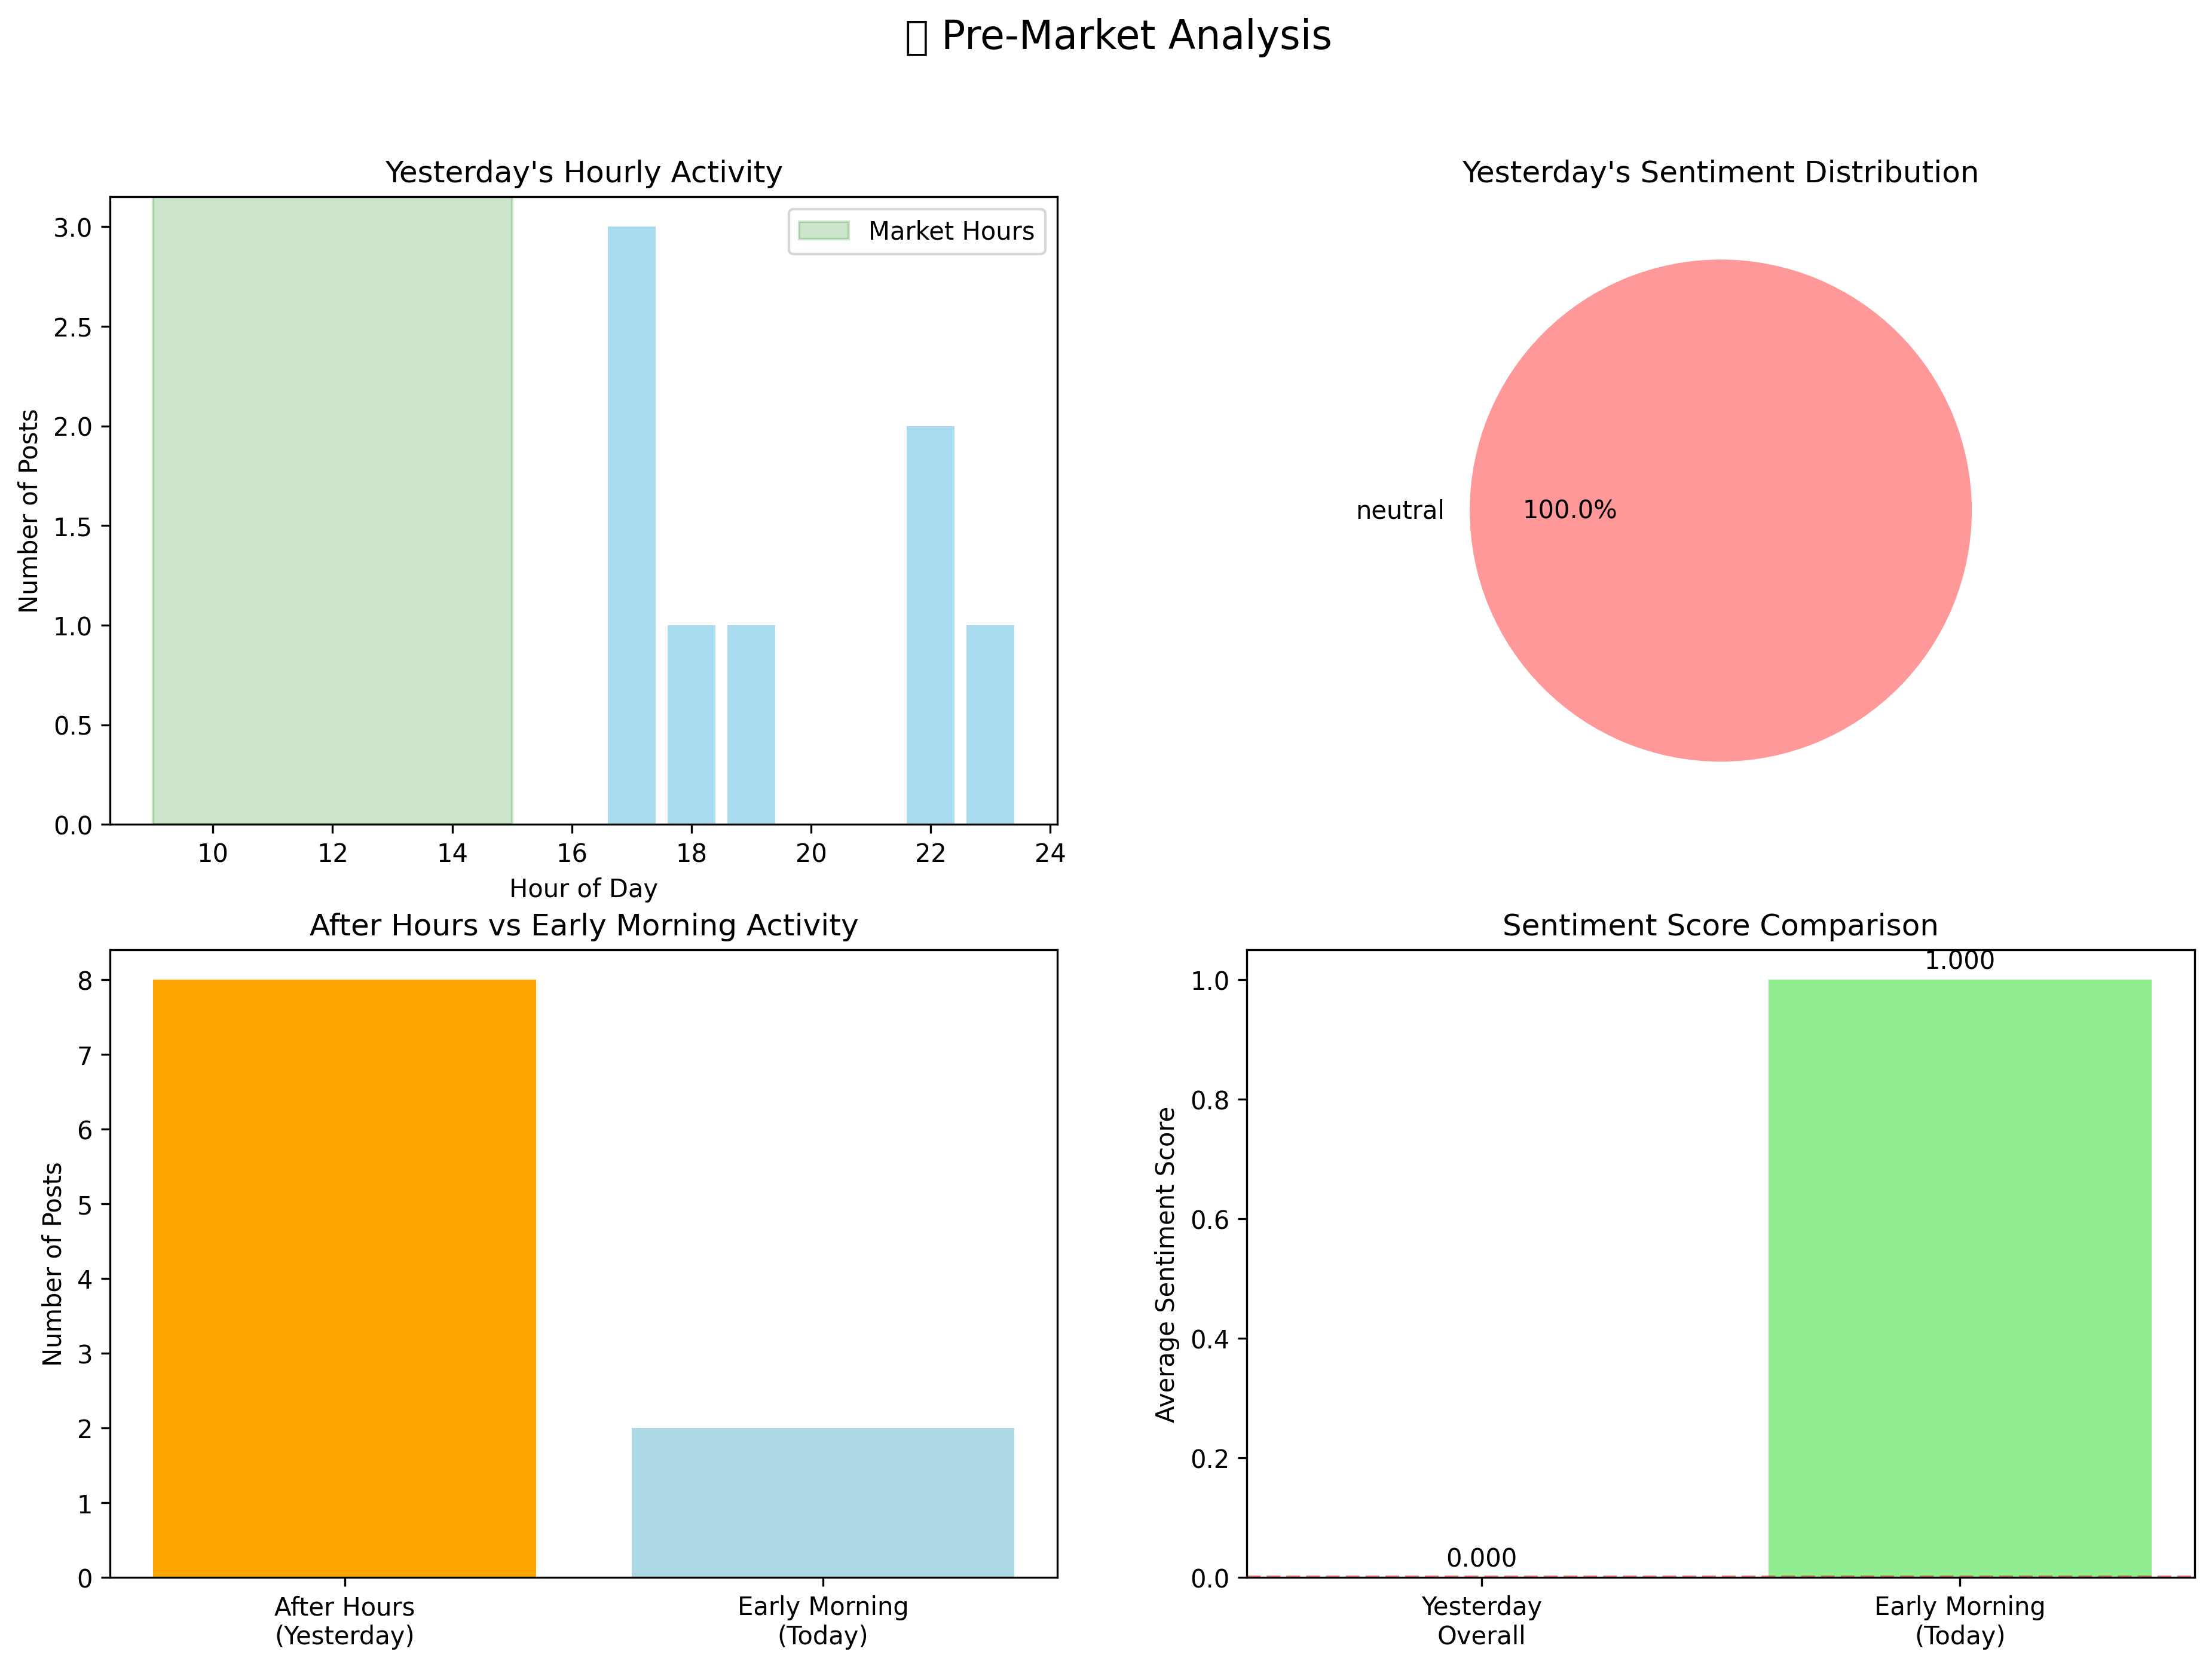 ▯ Pre-Market Analysis
Yesterday's Hourly Activity
Market Hours
3.0
2.5
2.0
1.5
1.0
0.5
0.0
Number of Posts
10 12 14 16 18 20 22 24
Hour of Day
Yesterday's Sentiment Distribution
neutral
100.0%
After Hours vs Early Morning Activity
8
7
6
5
4
3
2
1
0
Number of Posts
After Hours
(Yesterday)
Early Morning
(Today)
Sentiment Score Comparison
1.0
0.8
0.6
0.4
0.2
0.0
Average Sentiment Score
1.000
0.000
Yesterday
Overall
Early Morning
(Today)